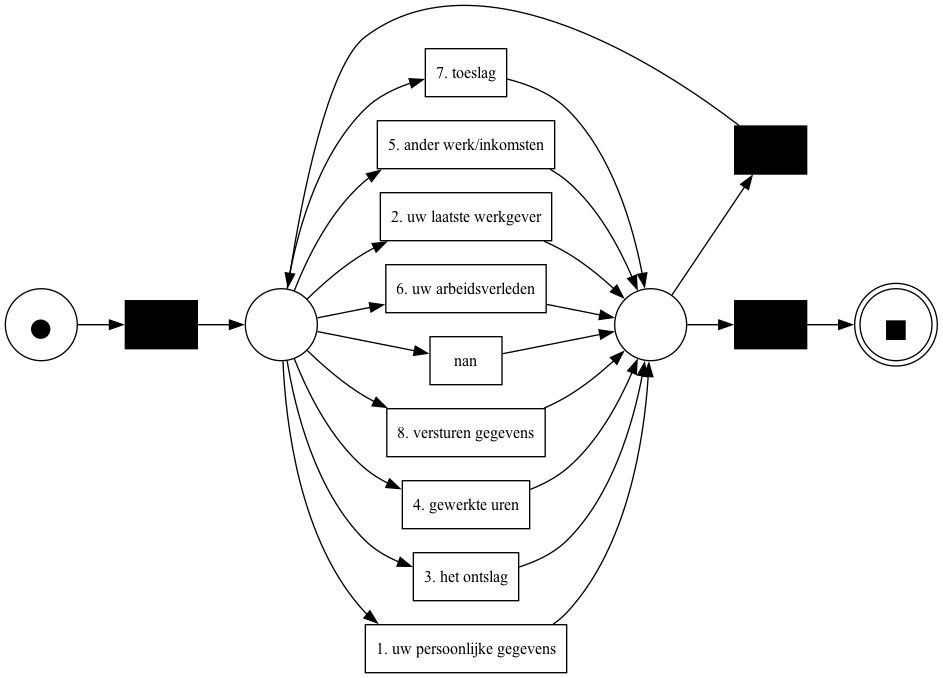 7. toeslag
5. ander werk/inkomsten
2. uw laatste werkgever
6. uw arbeidsverleden
nan
8. versturen gegevens
4. gewerkte uren
3. het ontslag
1. uw persoonlijke gegevens